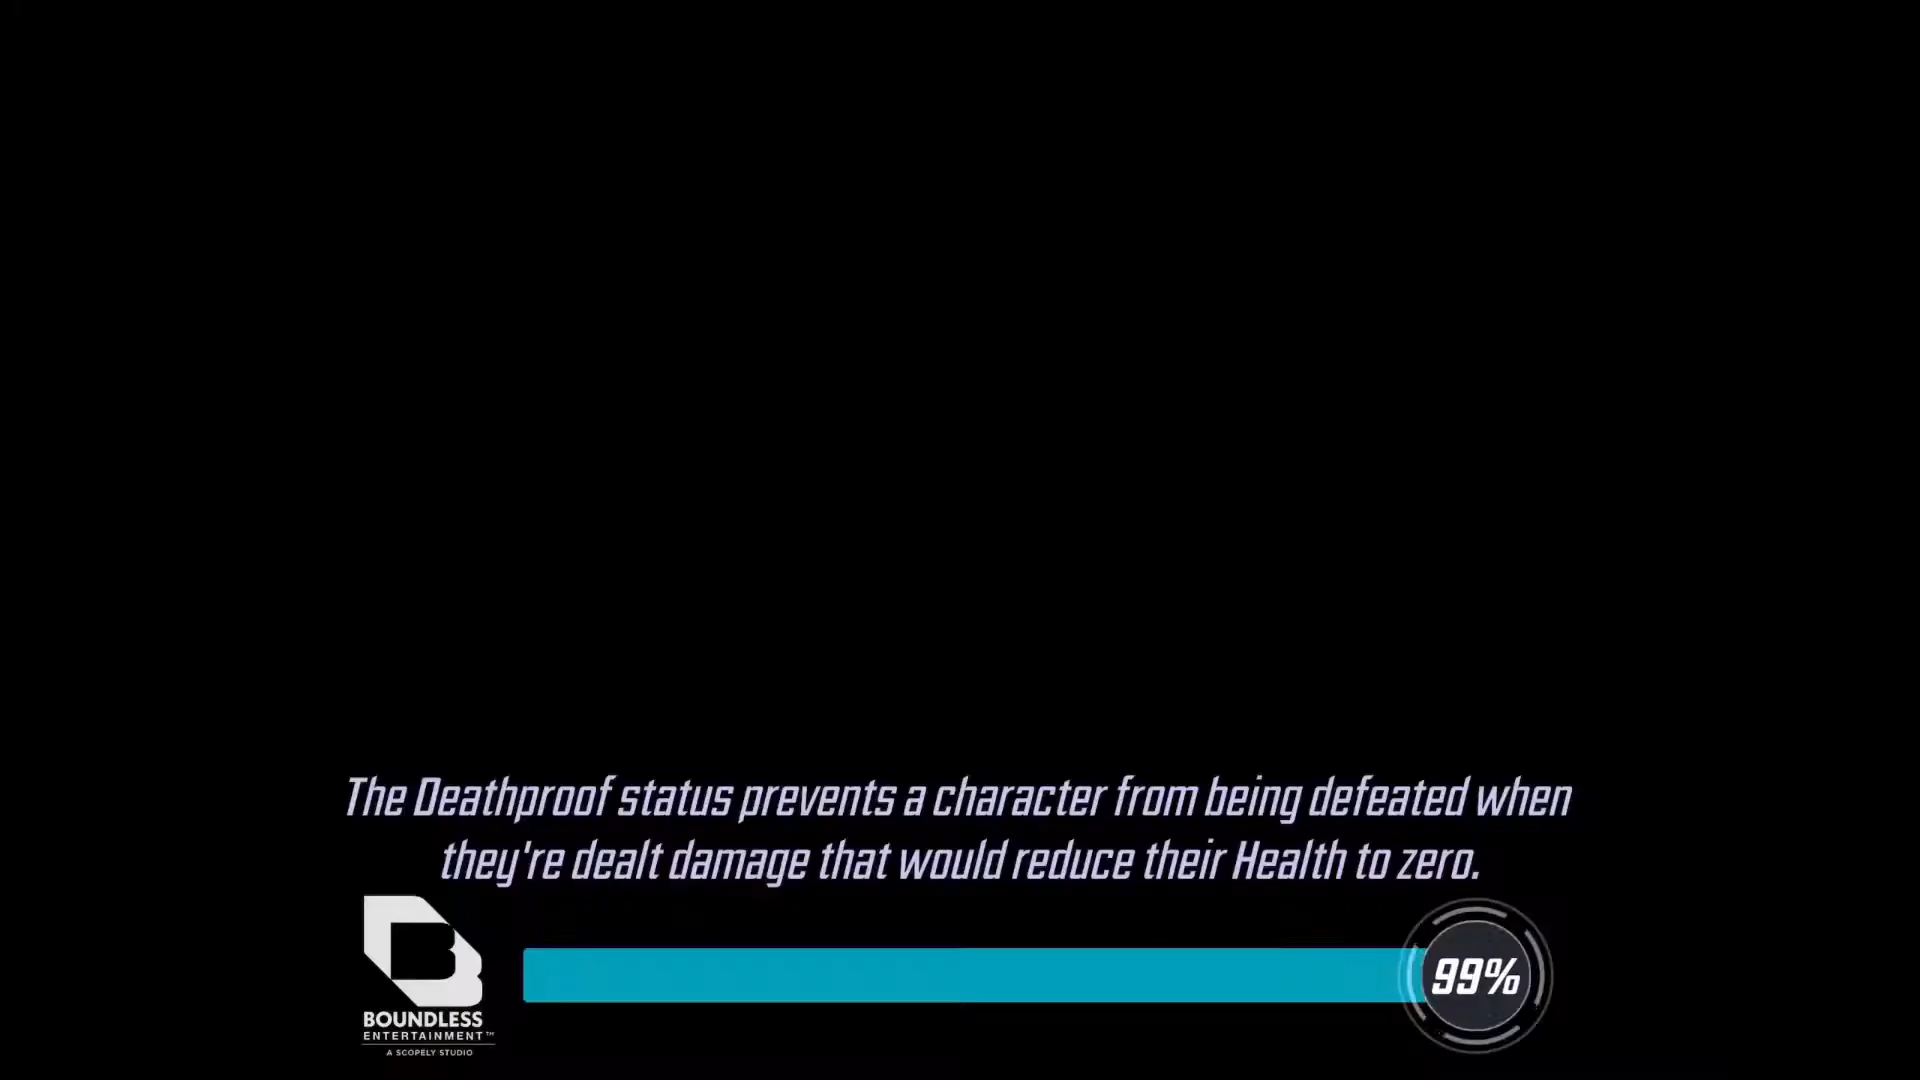 The Deathproof status prevents a character from being defeated when
they're dealt damage that would reduce their Health to zero.
BOUNDLESS
ENTERTAINMENT™
A SCOPELY STUDIO
99%